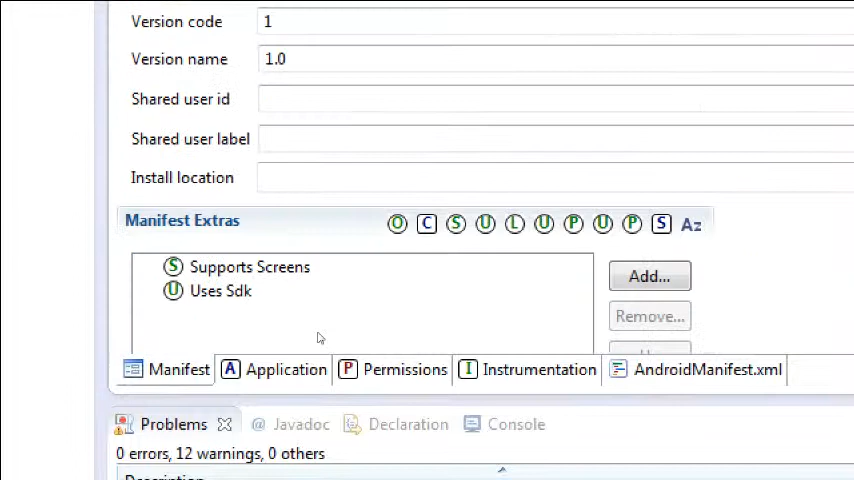 Version code 1
Version name 1.0
Shared user id
Shared user label
Install location
Manifest Extras O C S U L U P U P S Az
S Supports Screens
U Uses Sdk
Add...
Remove...
Manifest A Application P Permissions I Instrumentation AndroidManifest.xml
Problems @ Javadoc Declaration Console
0 errors, 12 warnings, 0 others
Description